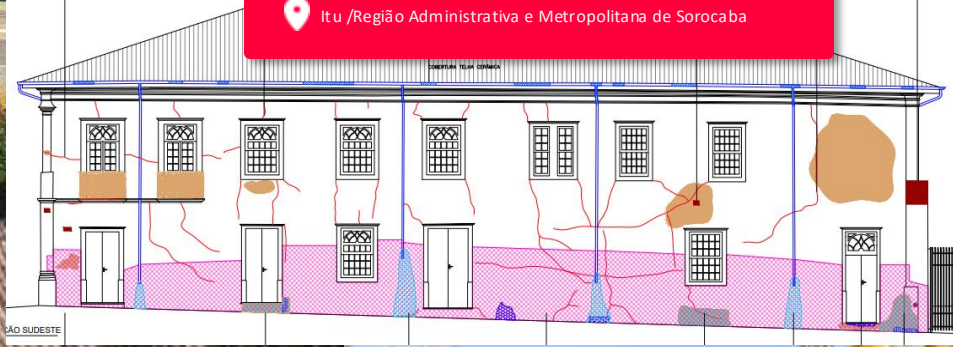 Itu /Região Administrativa e Metropolitana de Sorocaba
COBERTURA TELHA CERÂMICA
ÇÃO SUDESTE